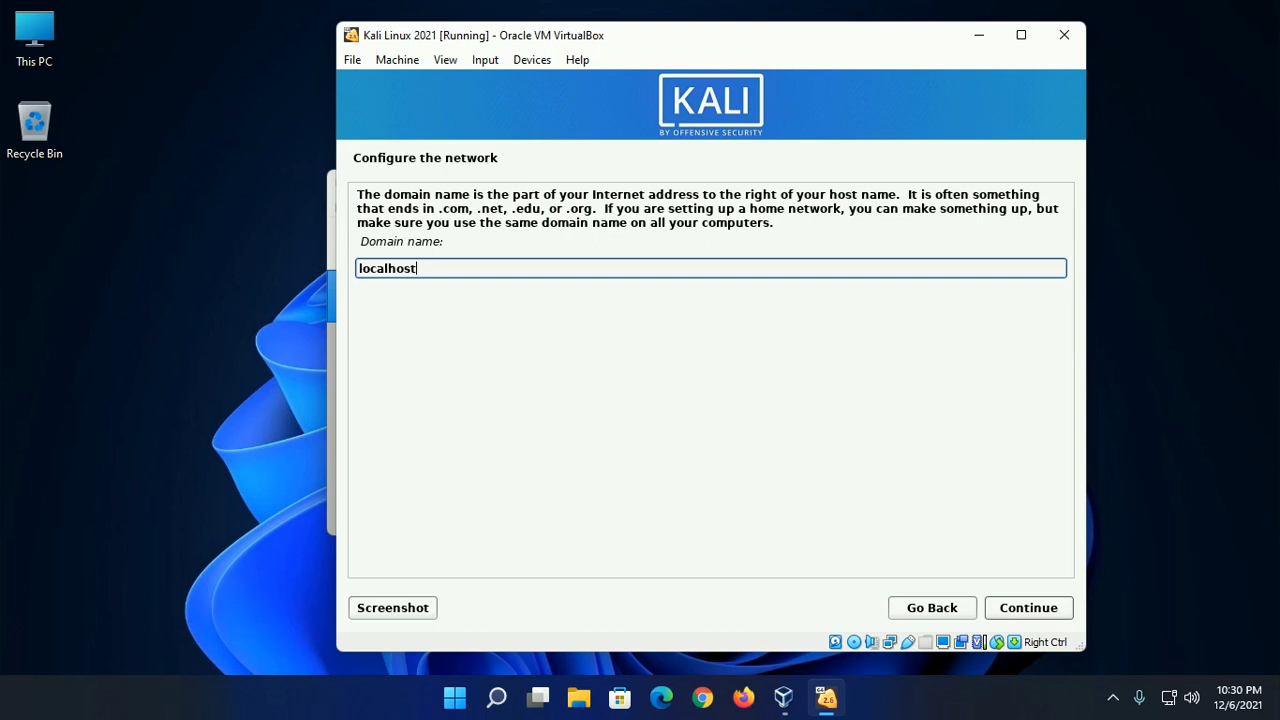 This PC
Recycle Bin
Kali Linux 2021 [Running] - Oracle VM VirtualBox
File Machine View Input Devices Help
KALI
BY OFFENSIVE SECURITY
Configure the network
The domain name is the part of your Internet address to the right of your host name.  It is often something
that ends in .com, .net, .edu, or .org.  If you are setting up a home network, you can make something up, but
make sure you use the same domain name on all your computers.
Domain name:
localhost
Screenshot Go Back Continue
Right Ctrl
10:30 PM
12/6/2021